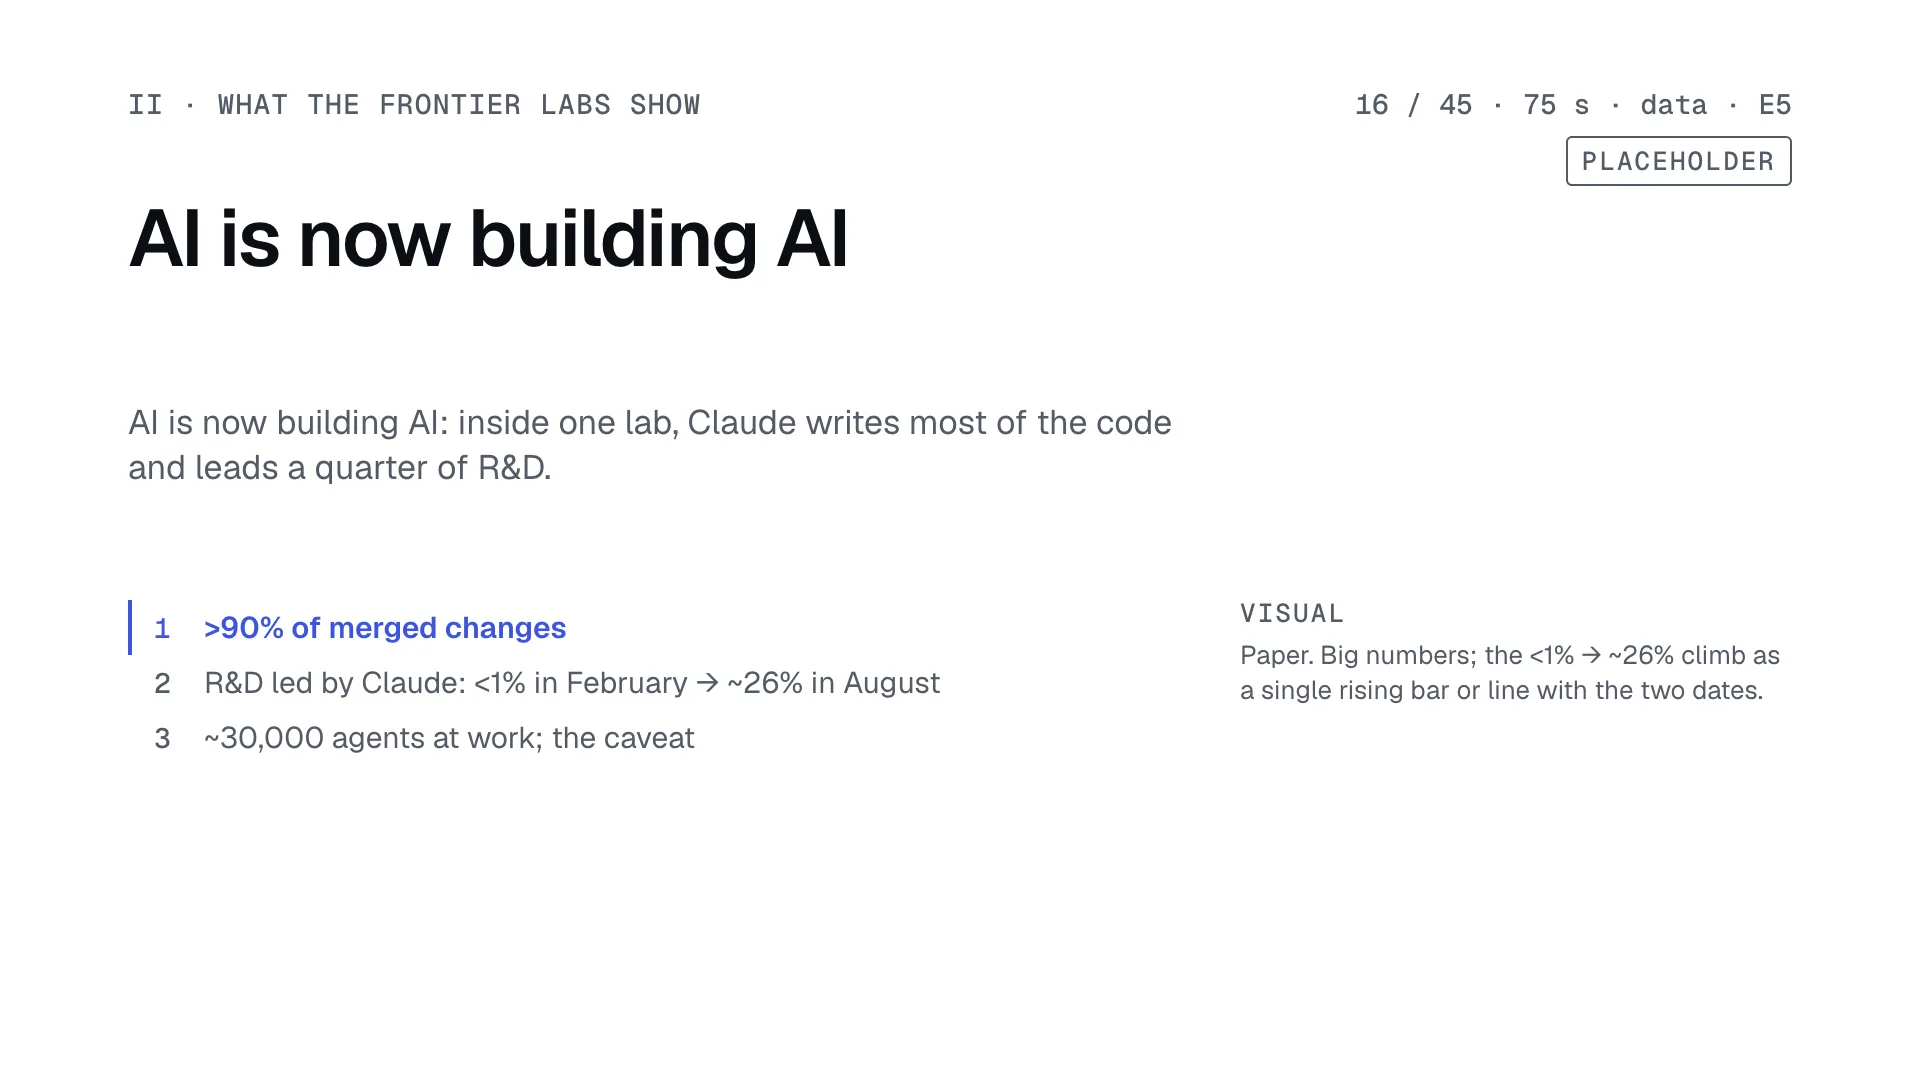 II · WHAT THE FRONTIER LABS SHOW
16 / 45 · 75 s · data · E5
PLACEHOLDER
AI is now building AI
AI is now building AI: inside one lab, Claude writes most of the code
and leads a quarter of R&D.
1 >90% of merged changes
2 R&D led by Claude: <1% in February → ~26% in August
3 ~30,000 agents at work; the caveat
VISUAL
Paper. Big numbers; the <1% → ~26% climb as
a single rising bar or line with the two dates.